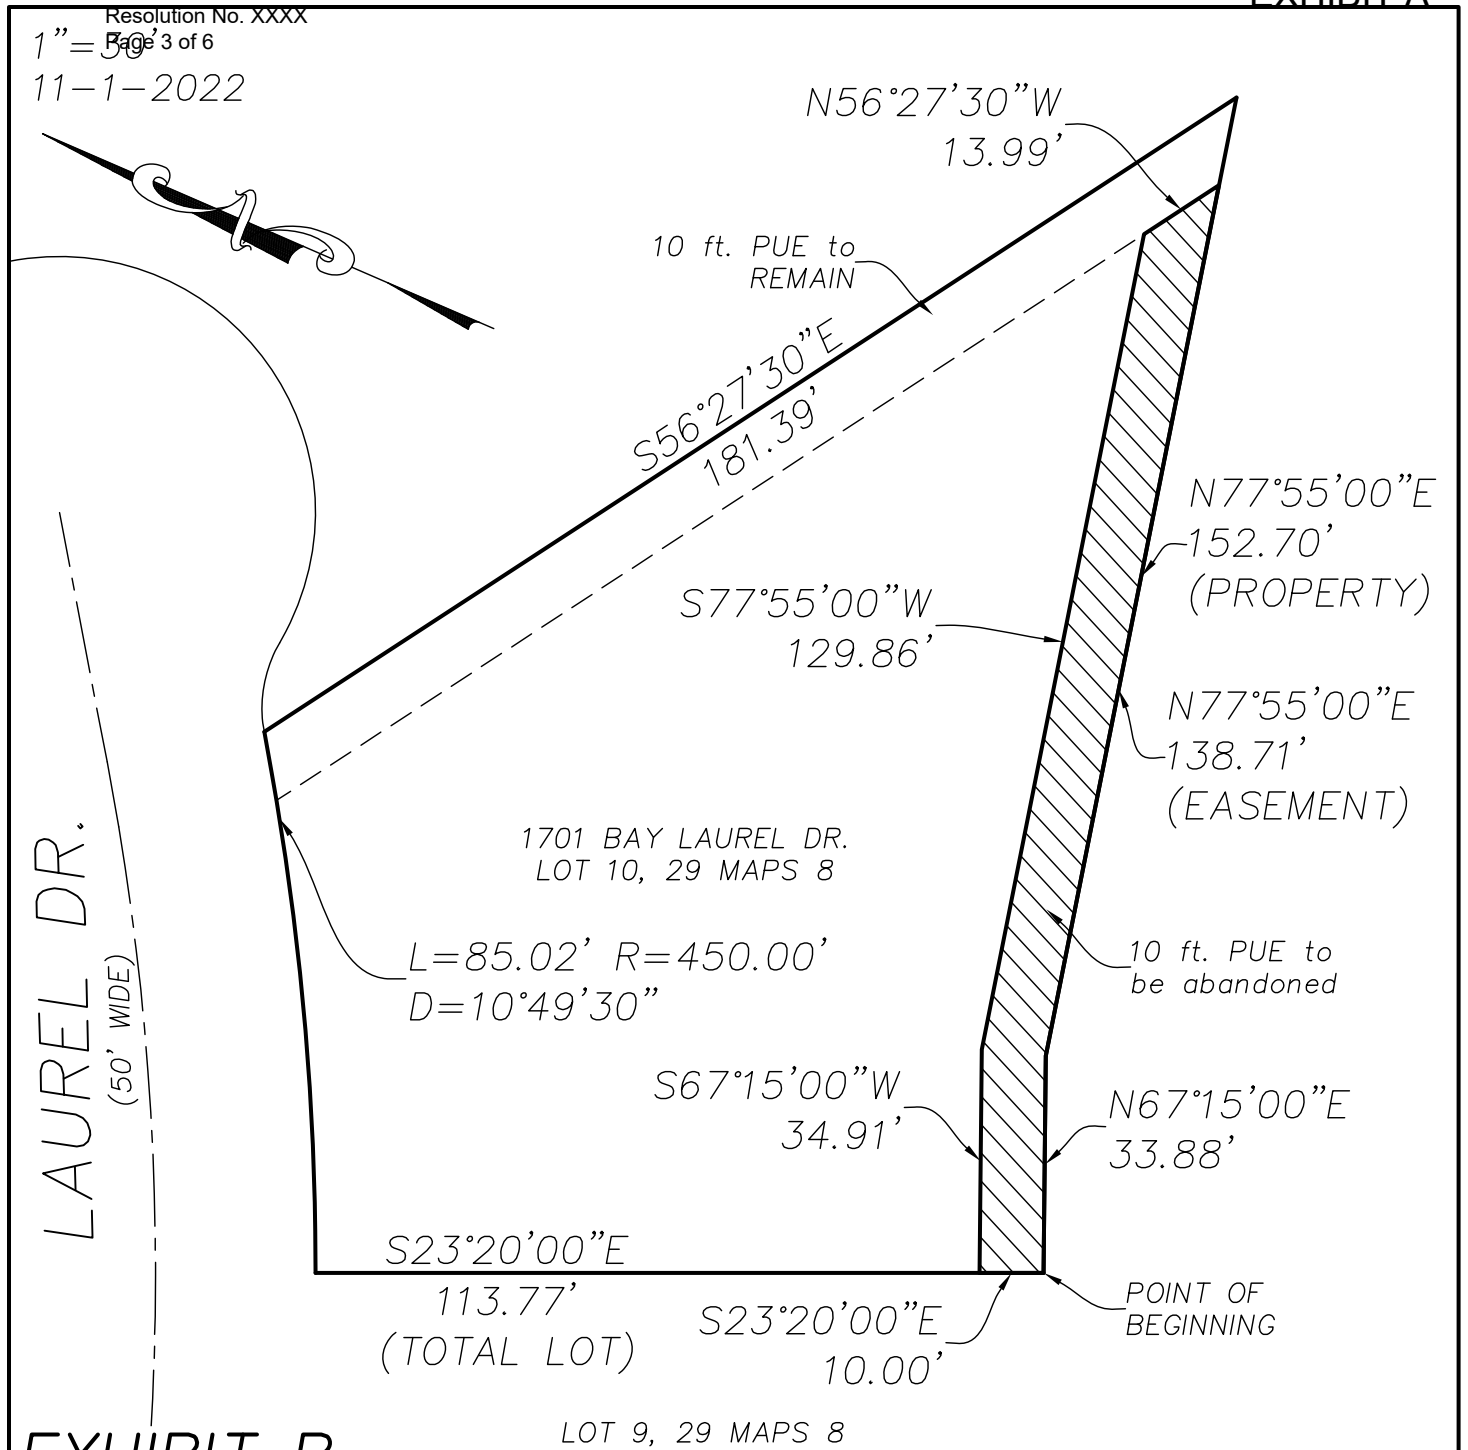 EXHIBIT A
Resolution No. XXXX
Page 3 of 6
1"=30'
11-1-2022
N56°27'30"W
13.99'
10 ft. PUE to
REMAIN
S56°27'30"E
181.39'
N77°55'00"E
152.70'
(PROPERTY)
S77°55'00"W
129.86'
N77°55'00"E
138.71'
(EASEMENT)
1701 BAY LAUREL DR.
LOT 10, 29 MAPS 8
LAUREL DR.
(50' WIDE)
L=85.02' R=450.00'
D=10°49'30"
10 ft. PUE to
be abandoned
S67°15'00"W
34.91'
N67°15'00"E
33.88'
S23°20'00"E
113.77'
(TOTAL LOT)
S23°20'00"E
10.00'
POINT OF
BEGINNING
LOT 9, 29 MAPS 8
EXHIBIT B